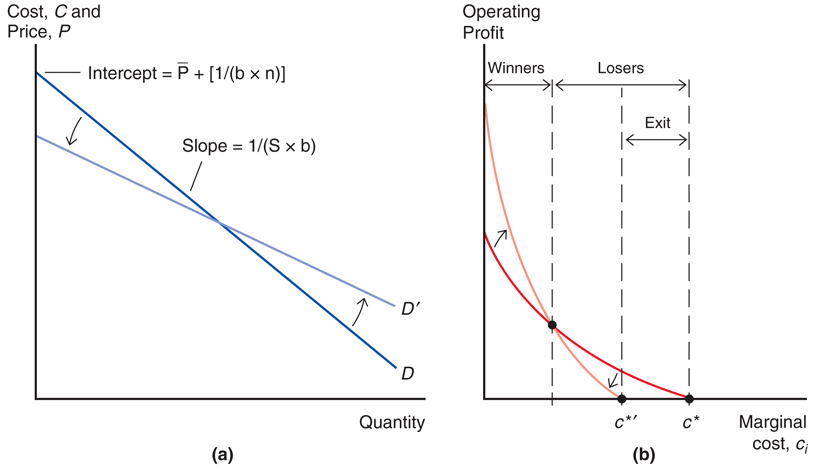 Cost, C and
Price, P
Intercept = P̅ + [1/(b × n)]
Slope = 1/(S × b)
D′
D
Quantity
(a)
Operating
Profit
Winners
Losers
Exit
c*′
c*
Marginal
cost, cᵢ
(b)